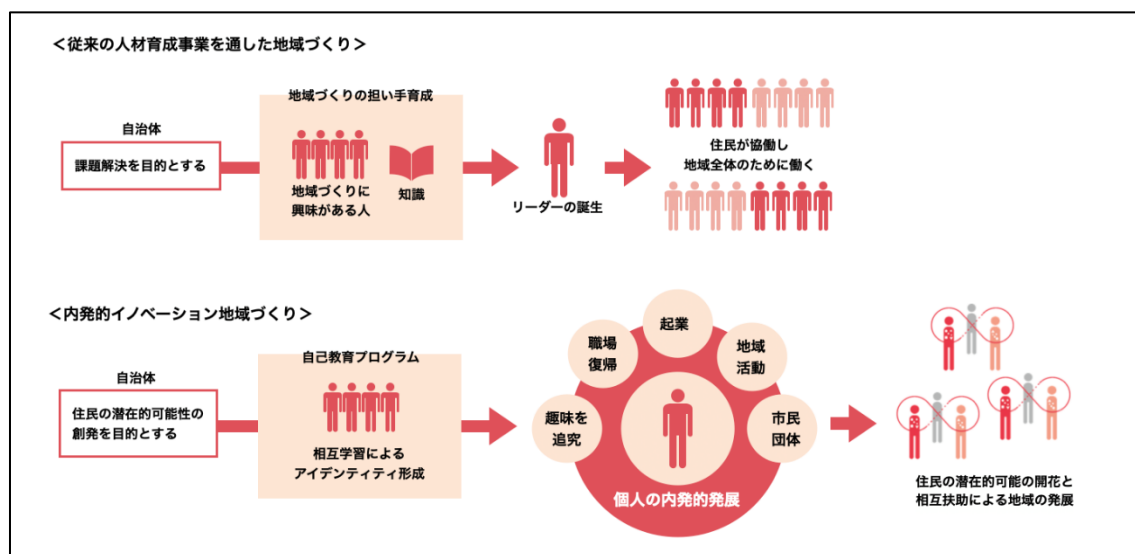 ＜従来の人材育成事業を通した地域づくり＞
自治体
課題解決を目的とする
地域づくりの担い手育成
地域づくりに
興味がある人
知識
リーダーの誕生
住民が協働し
地域全体のために働く
＜内発的イノベーション地域づくり＞
自治体
住民の潜在的可能性の
創発を目的とする
自己教育プログラム
相互学習による
アイデンティティ形成
趣味を
追究
職場
復帰
起業
地域
活動
市民
団体
個人の内発的発展
住民の潜在的可能の開花と
相互扶助による地域の発展